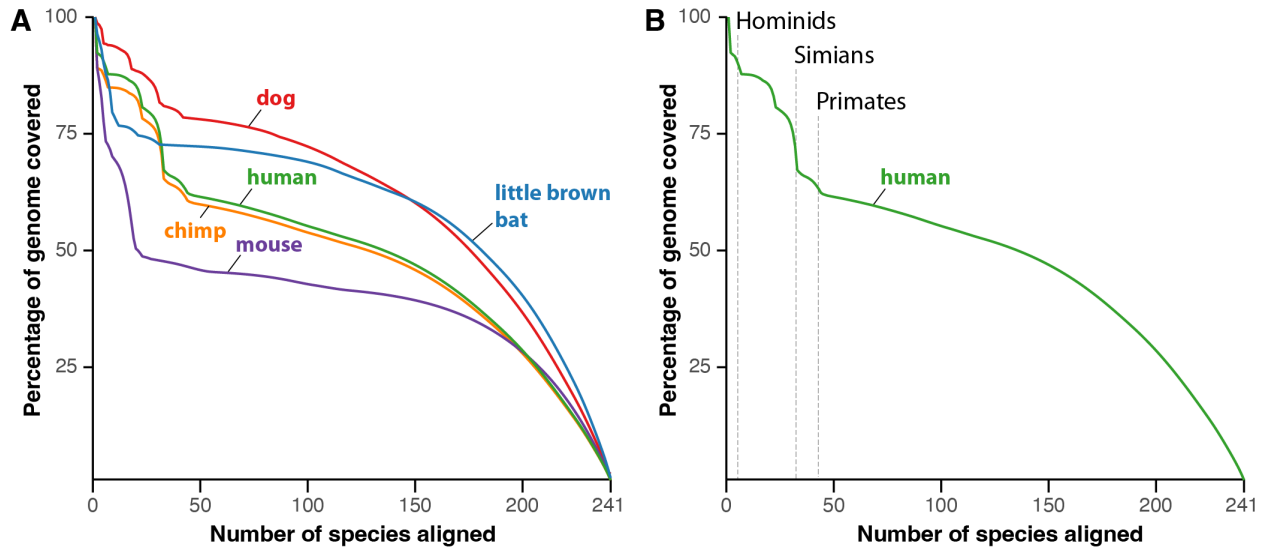 A
Percentage of genome covered
100
75
50
25
dog
human
chimp
mouse
little brown
bat
0 50 100 150 200 241
Number of species aligned
B
Percentage of genome covered
100
75
50
25
Hominids
Simians
Primates
human
0 50 100 150 200 241
Number of species aligned